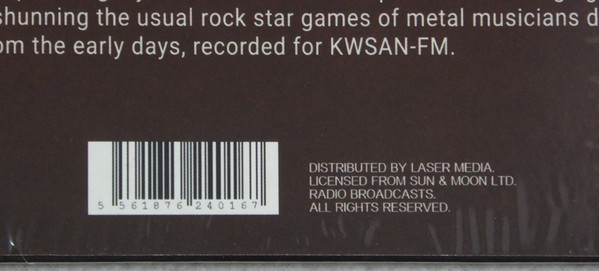 shunning the usual rock star games of metal musicians
om the early days, recorded for KWSAN-FM.
5 561876 240167
DISTRIBUTED BY LASER MEDIA.
LICENSED FROM SUN & MOON LTD.
RADIO BROADCASTS.
ALL RIGHTS RESERVED.